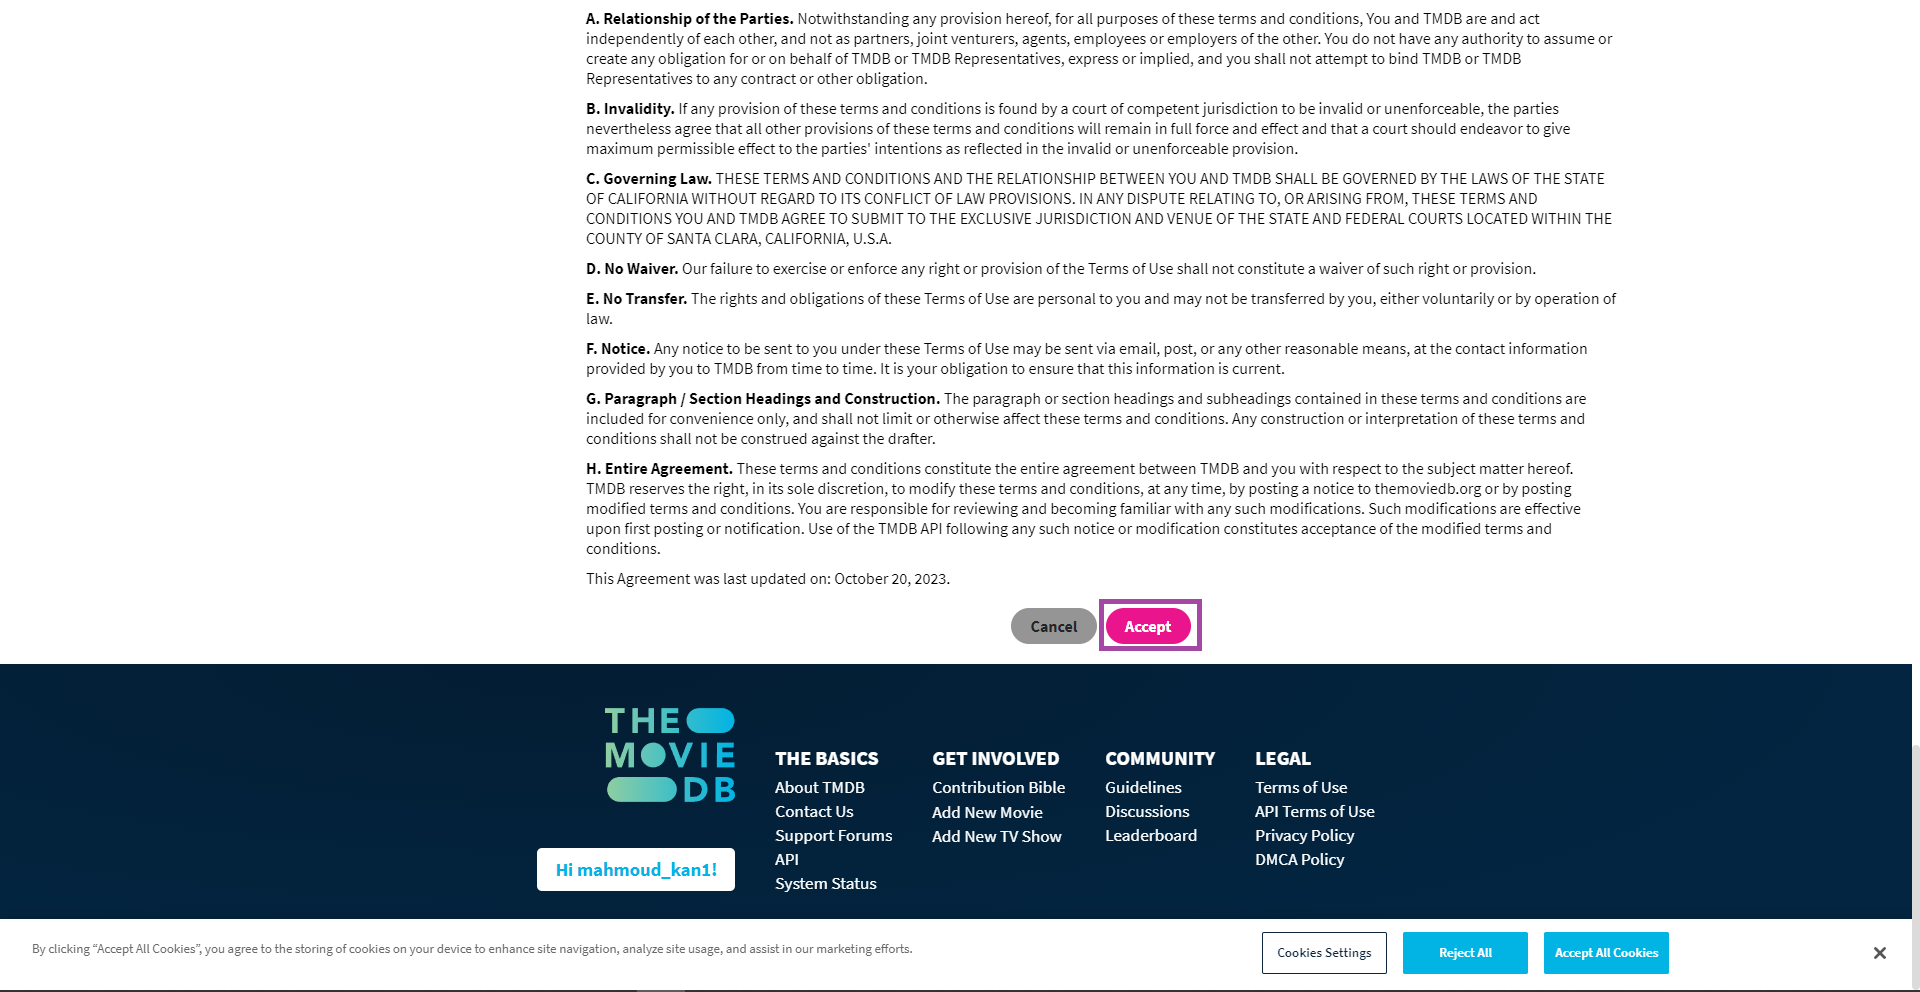 A. Relationship of the Parties. Notwithstanding any provision hereof, for all purposes of these terms and conditions, You and TMDB are and act
independently of each other, and not as partners, joint venturers, agents, employees or employers of the other. You do not have any authority to assume or
create any obligation for or on behalf of TMDB or TMDB Representatives, express or implied, and you shall not attempt to bind TMDB or TMDB
Representatives to any contract or other obligation.
B. Invalidity. If any provision of these terms and conditions is found by a court of competent jurisdiction to be invalid or unenforceable, the parties
nevertheless agree that all other provisions of these terms and conditions will remain in full force and effect and that a court should endeavor to give
maximum permissible effect to the parties' intentions as reflected in the invalid or unenforceable provision.
C. Governing Law. THESE TERMS AND CONDITIONS AND THE RELATIONSHIP BETWEEN YOU AND TMDB SHALL BE GOVERNED BY THE LAWS OF THE STATE
OF CALIFORNIA WITHOUT REGARD TO ITS CONFLICT OF LAW PROVISIONS. IN ANY DISPUTE RELATING TO, OR ARISING FROM, THESE TERMS AND
CONDITIONS YOU AND TMDB AGREE TO SUBMIT TO THE EXCLUSIVE JURISDICTION AND VENUE OF THE STATE AND FEDERAL COURTS LOCATED WITHIN THE
COUNTY OF SANTA CLARA, CALIFORNIA, U.S.A.
D. No Waiver. Our failure to exercise or enforce any right or provision of the Terms of Use shall not constitute a waiver of such right or provision.
E. No Transfer. The rights and obligations of these Terms of Use are personal to you and may not be transferred by you, either voluntarily or by operation of
law.
F. Notice. Any notice to be sent to you under these Terms of Use may be sent via email, post, or any other reasonable means, at the contact information
provided by you to TMDB from time to time. It is your obligation to ensure that this information is current.
G. Paragraph / Section Headings and Construction. The paragraph or section headings and subheadings contained in these terms and conditions are
included for convenience only, and shall not limit or otherwise affect these terms and conditions. Any construction or interpretation of these terms and
conditions shall not be construed against the drafter.
H. Entire Agreement. These terms and conditions constitute the entire agreement between TMDB and you with respect to the subject matter hereof.
TMDB reserves the right, in its sole discretion, to modify these terms and conditions, at any time, by posting a notice to themoviedb.org or by posting
modified terms and conditions. You are responsible for reviewing and becoming familiar with any such modifications. Such modifications are effective
upon first posting or notification. Use of the TMDB API following any such notice or modification constitutes acceptance of the modified terms and
conditions.
This Agreement was last updated on: October 20, 2023.
Cancel Accept
THE
MOVIE
DB
Hi mahmoud_kan1!
THE BASICS
About TMDB
Contact Us
Support Forums
API
System Status
GET INVOLVED
Contribution Bible
Add New Movie
Add New TV Show
COMMUNITY
Guidelines
Discussions
Leaderboard
LEGAL
Terms of Use
API Terms of Use
Privacy Policy
DMCA Policy
By clicking “Accept All Cookies”, you agree to the storing of cookies on your device to enhance site navigation, analyze site usage, and assist in our marketing efforts.
Cookies Settings Reject All Accept All Cookies